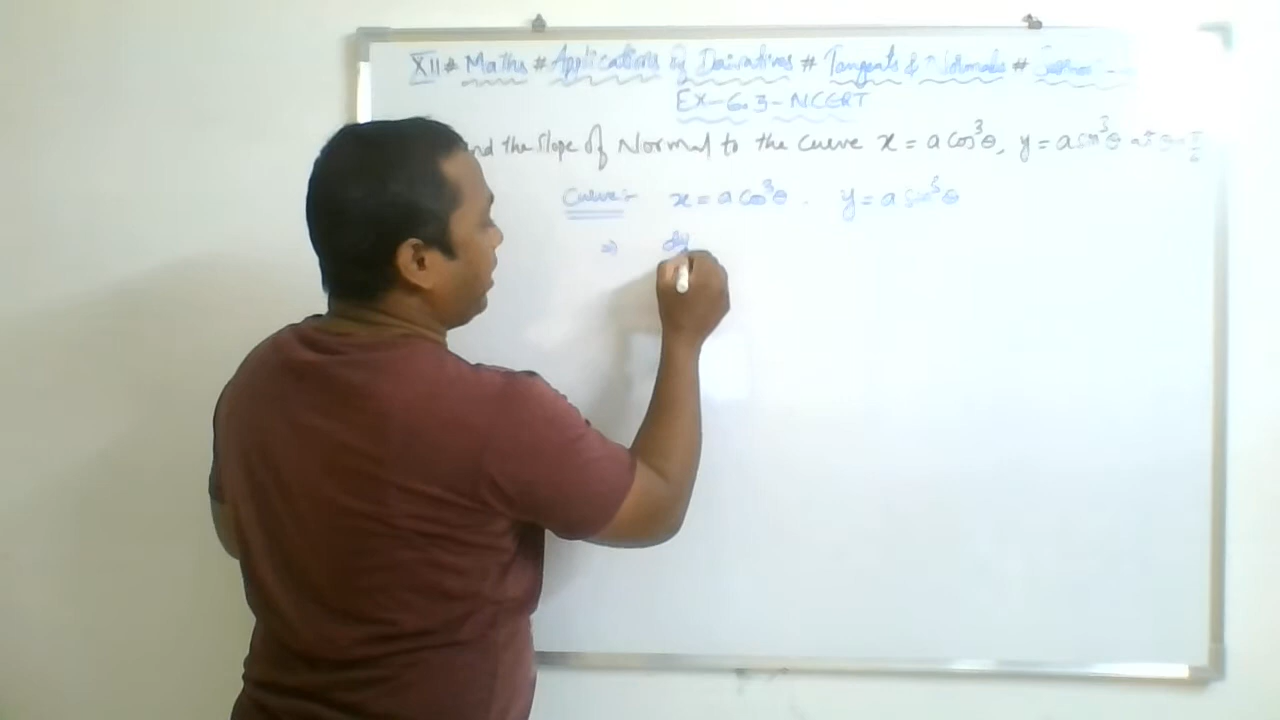 XII # Maths # Applications of Derivatives # Tangents & Normals #
Ex-6.3-NCERT
the slope of Normal to the curve x = a cos³θ, y = a sin³θ at θ =
Curve:- x = a cos³θ. y = a sin³θ
⇒ dy